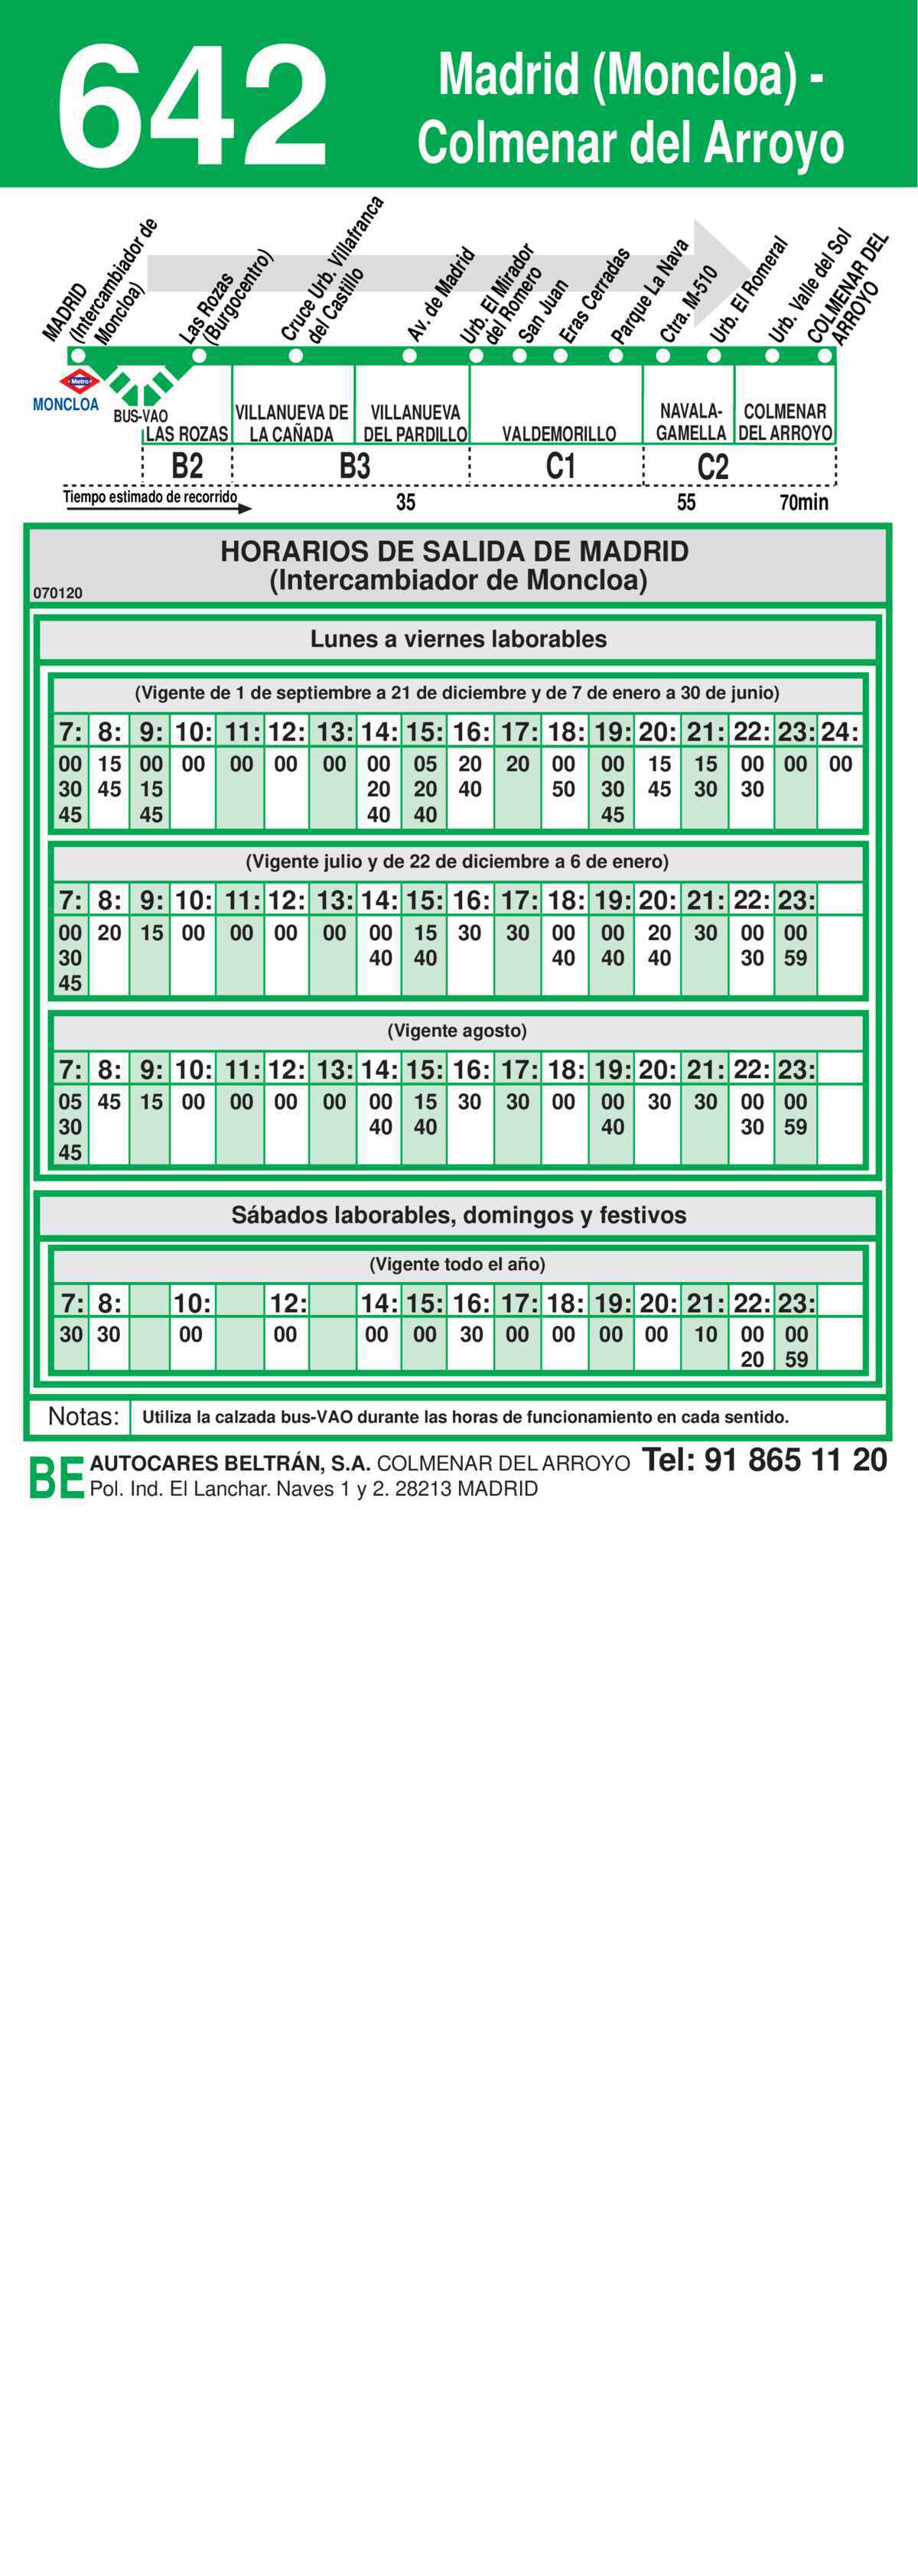 642
Madrid (Moncloa) -
Colmenar del Arroyo
MADRID
(Intercambiador de
Moncloa)
Las Rozas
(Burgocentro)
Cruce Urb. Villafranca
del Castillo
Av. de Madrid
Urb. El Mirador
del Romero
San Juan
Eras Cerradas
Parque La Nava
Ctra. M-510
Urb. El Romeral
Urb. Valle del Sol
COLMENAR DEL
ARROYO
Metro
MONCLOA
BUS-VAO
LAS ROZAS
VILLANUEVA DE
LA CAÑADA
VILLANUEVA
DEL PARDILLO
VALDEMORILLO
NAVALA-
GAMELLA
COLMENAR
DEL ARROYO
B2 B3 C1 C2
Tiempo estimado de recorrido 35 55 70min
HORARIOS DE SALIDA DE MADRID
(Intercambiador de Moncloa)
070120
Lunes a viernes laborables
(Vigente de 1 de septiembre a 21 de diciembre y de 7 de enero a 30 de junio)
7: 8: 9: 10: 11: 12: 13: 14: 15: 16: 17: 18: 19: 20: 21: 22: 23: 24:
00 15 00 00 00 00 00 00 05 20 20 00 00 15 15 00 00 00
30 45 15 20 20 40 50 30 45 30 30
45 45 40 40 45
(Vigente julio y de 22 de diciembre a 6 de enero)
7: 8: 9: 10: 11: 12: 13: 14: 15: 16: 17: 18: 19: 20: 21: 22: 23:
00 20 15 00 00 00 00 00 15 30 30 00 00 20 30 00 00
30 40 40 40 40 40 30 59
45
(Vigente agosto)
7: 8: 9: 10: 11: 12: 13: 14: 15: 16: 17: 18: 19: 20: 21: 22: 23:
05 45 15 00 00 00 00 00 15 30 30 00 00 30 30 00 00
30 40 40 40 30 59
45
Sábados laborables, domingos y festivos
(Vigente todo el año)
7: 8: 10: 12: 14: 15: 16: 17: 18: 19: 20: 21: 22: 23:
30 30 00 00 00 00 30 00 00 00 00 10 00 00
20 59
Notas: Utiliza la calzada bus-VAO durante las horas de funcionamiento en cada sentido.
BE AUTOCARES BELTRÁN, S.A. COLMENAR DEL ARROYO Tel: 91 865 11 20
Pol. Ind. El Lanchar. Naves 1 y 2. 28213 MADRID